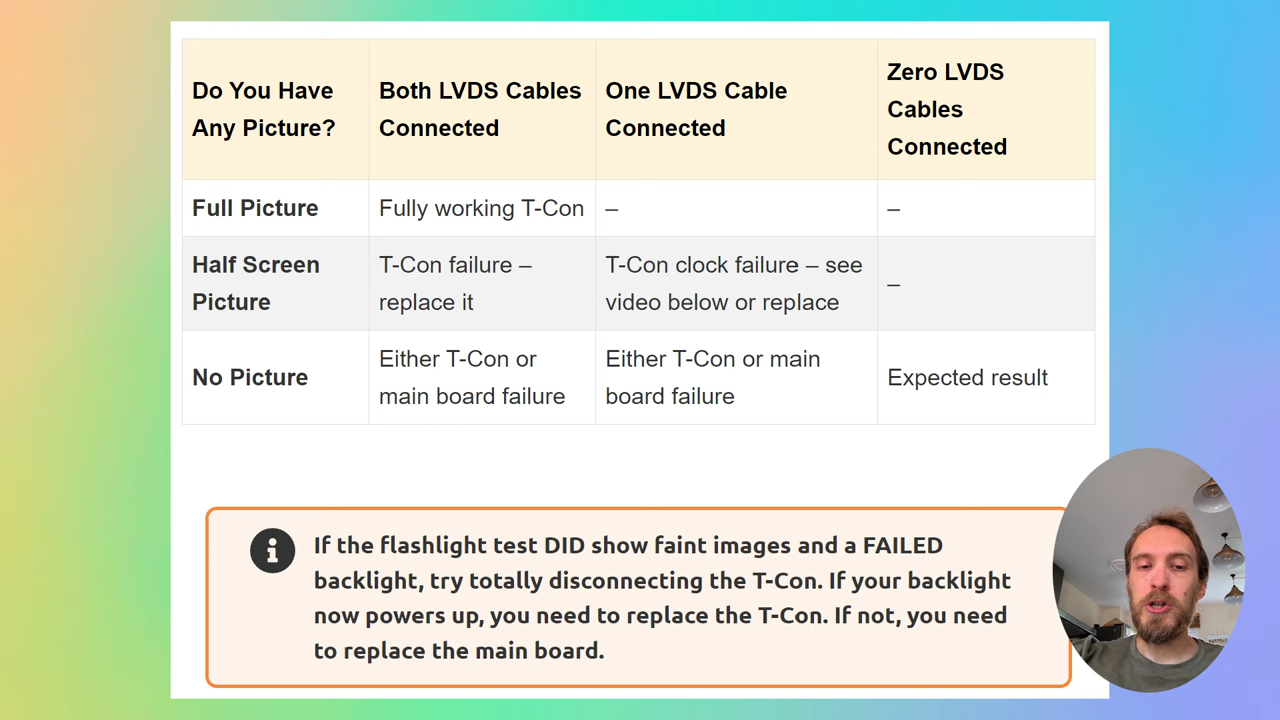 Do You Have
Any Picture?
Both LVDS Cables
Connected
One LVDS Cable
Connected
Zero LVDS
Cables
Connected
Full Picture
Fully working T-Con
–
–
Half Screen
Picture
T-Con failure –
replace it
T-Con clock failure – see
video below or replace
–
No Picture
Either T-Con or
main board failure
Either T-Con or main
board failure
Expected result
If the flashlight test DID show faint images and a FAILED
backlight, try totally disconnecting the T-Con. If your backlight
now powers up, you need to replace the T-Con. If not, you need
to replace the main board.